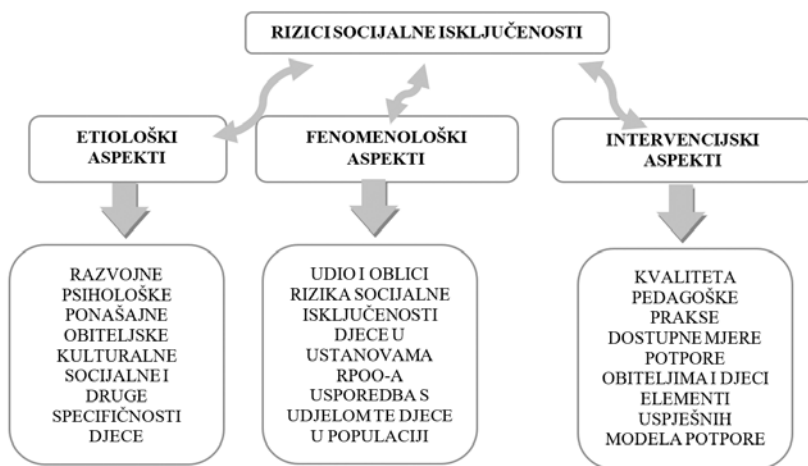 RIZICI SOCIJALNE ISKLJUČENOSTI
ETIOLOŠKI
ASPEKTI
FENOMENOLOŠKI
ASPEKTI
INTERVENCIJSKI
ASPEKTI
RAZVOJNE
PSIHOLOŠKE
PONAŠAJNE
OBITELJSKE
KULTURALNE
SOCIJALNE I
DRUGE
SPECIFIČNOSTI
DJECE
UDIO I OBLICI
RIZIKA SOCIJALNE
ISKLJUČENOSTI
DJECE U
USTANOVAMA
RPOO-A
USPOREDBA S
UDJELOM TE DJECE
U POPULACIJI
KVALITETA
PEDAGOŠKE
PRAKSE
DOSTUPNE MJERE
POTPORE
OBITELJIMA I DJECI
ELEMENTI
USPJEŠNIH
MODELA POTPORE